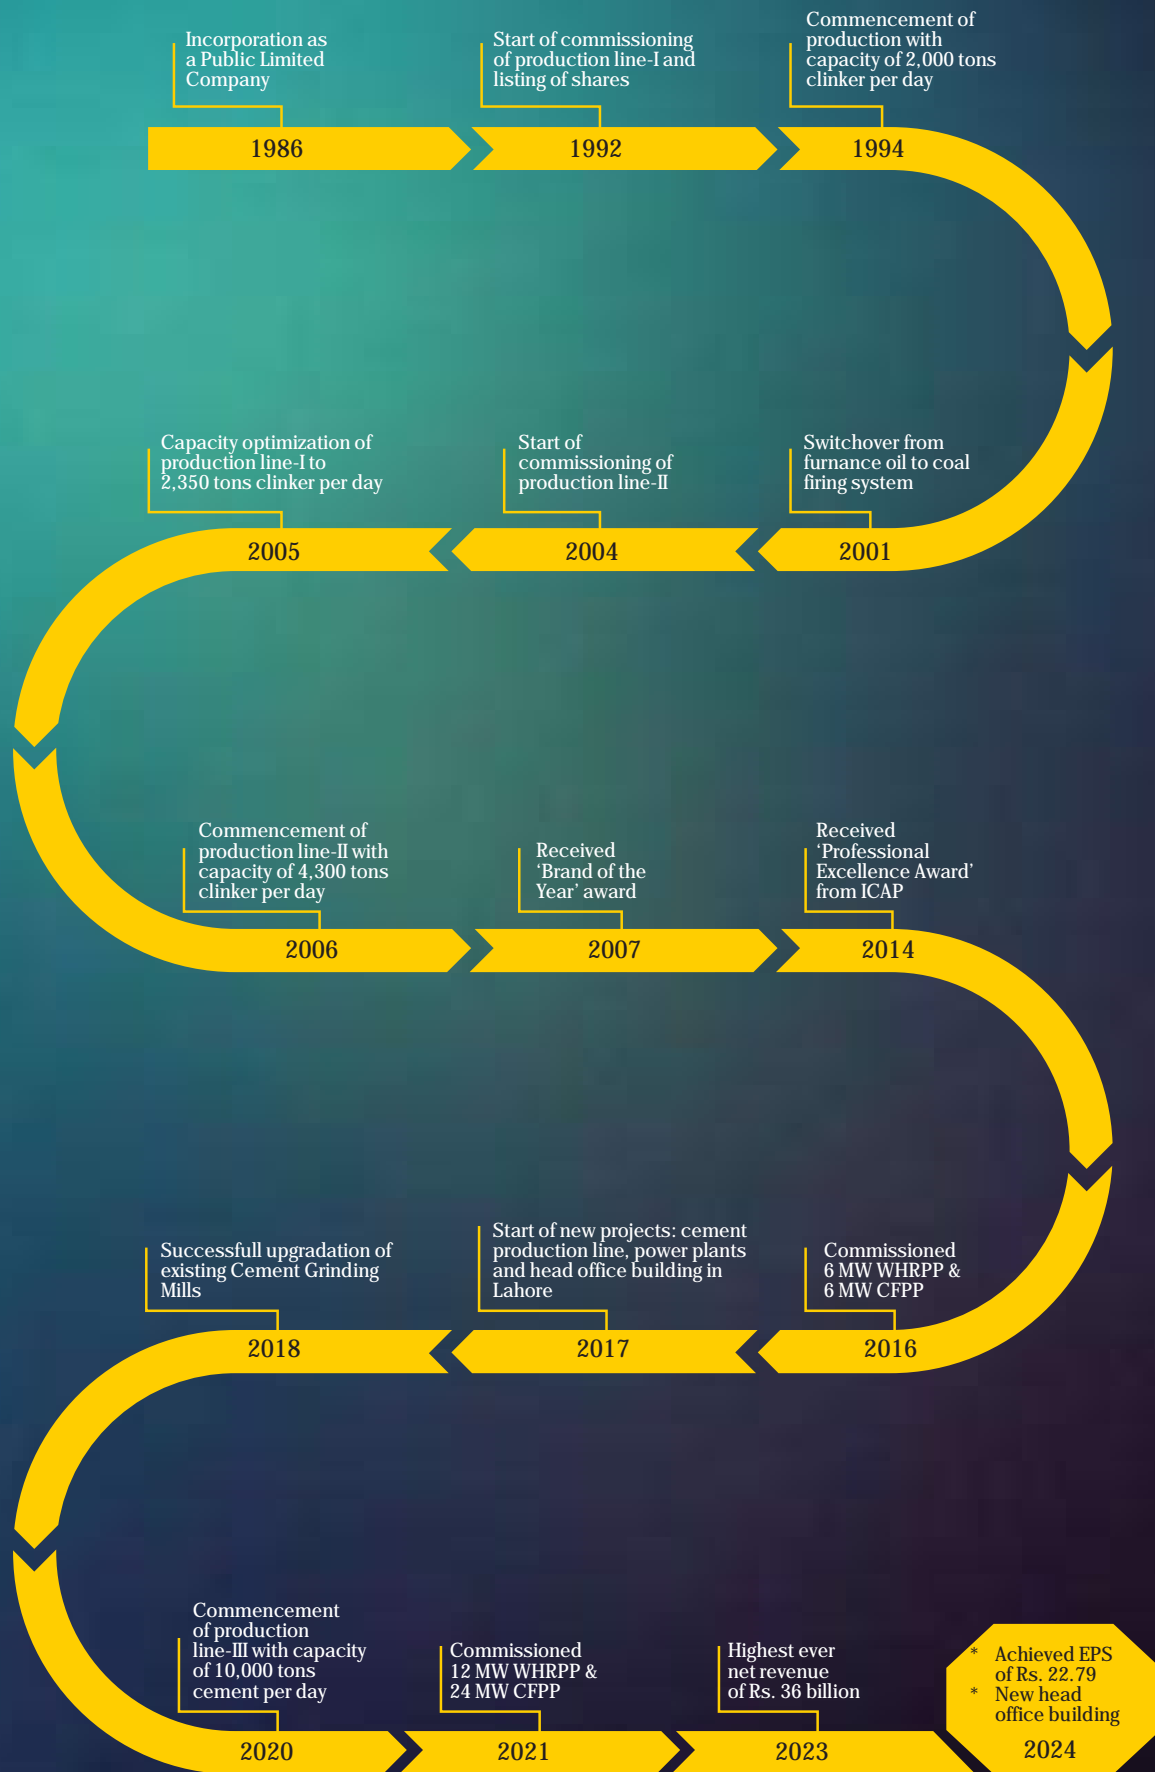 Incorporation as
a Public Limited
Company
1986
Start of commissioning
of production line-I and
listing of shares
1992
Commencement of
production with
capacity of 2,000 tons
clinker per day
1994
Switchover from
furnance oil to coal
firing system
2001
Start of
commissioning of
production line-II
2004
Capacity optimization of
production line-I to
2,350 tons clinker per day
2005
Commencement of
production line-II with
capacity of 4,300 tons
clinker per day
2006
Received
‘Brand of the
Year’ award
2007
Received
‘Professional
Excellence Award’
from ICAP
2014
Commissioned
6 MW WHRPP &
6 MW CFPP
2016
Start of new projects: cement
production line, power plants
and head office building in
Lahore
2017
Successfull upgradation of
existing Cement Grinding
Mills
2018
Commencement
of production
line-III with capacity
of 10,000 tons
cement per day
2020
Commissioned
12 MW WHRPP &
24 MW CFPP
2021
Highest ever
net revenue
of Rs. 36 billion
2023
* Achieved EPS
of Rs. 22.79
* New head
office building
2024